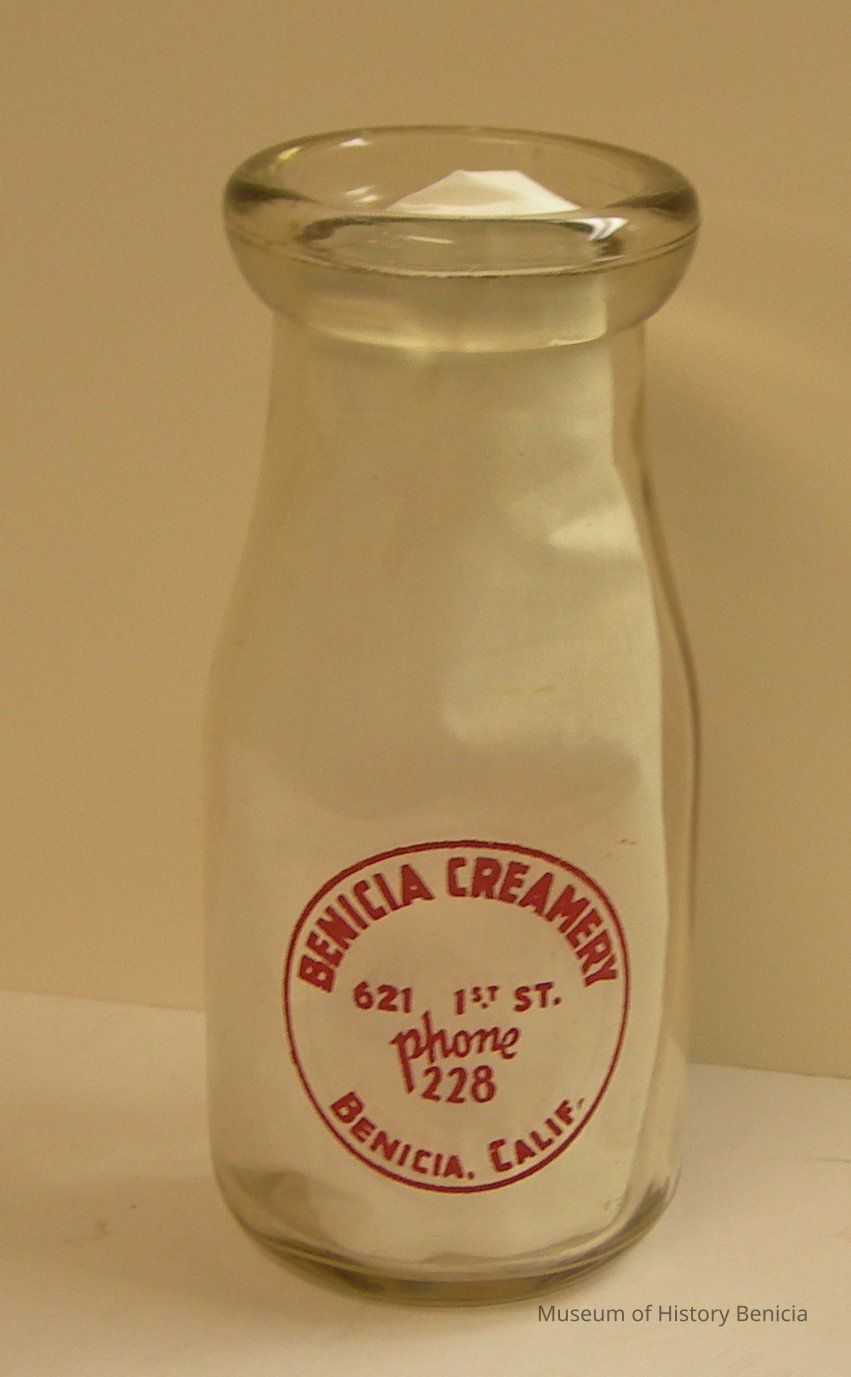 BENICIA CREAMERY
621 1ST ST.
phone
228
BENICIA, CALIF.
Museum of History Benicia